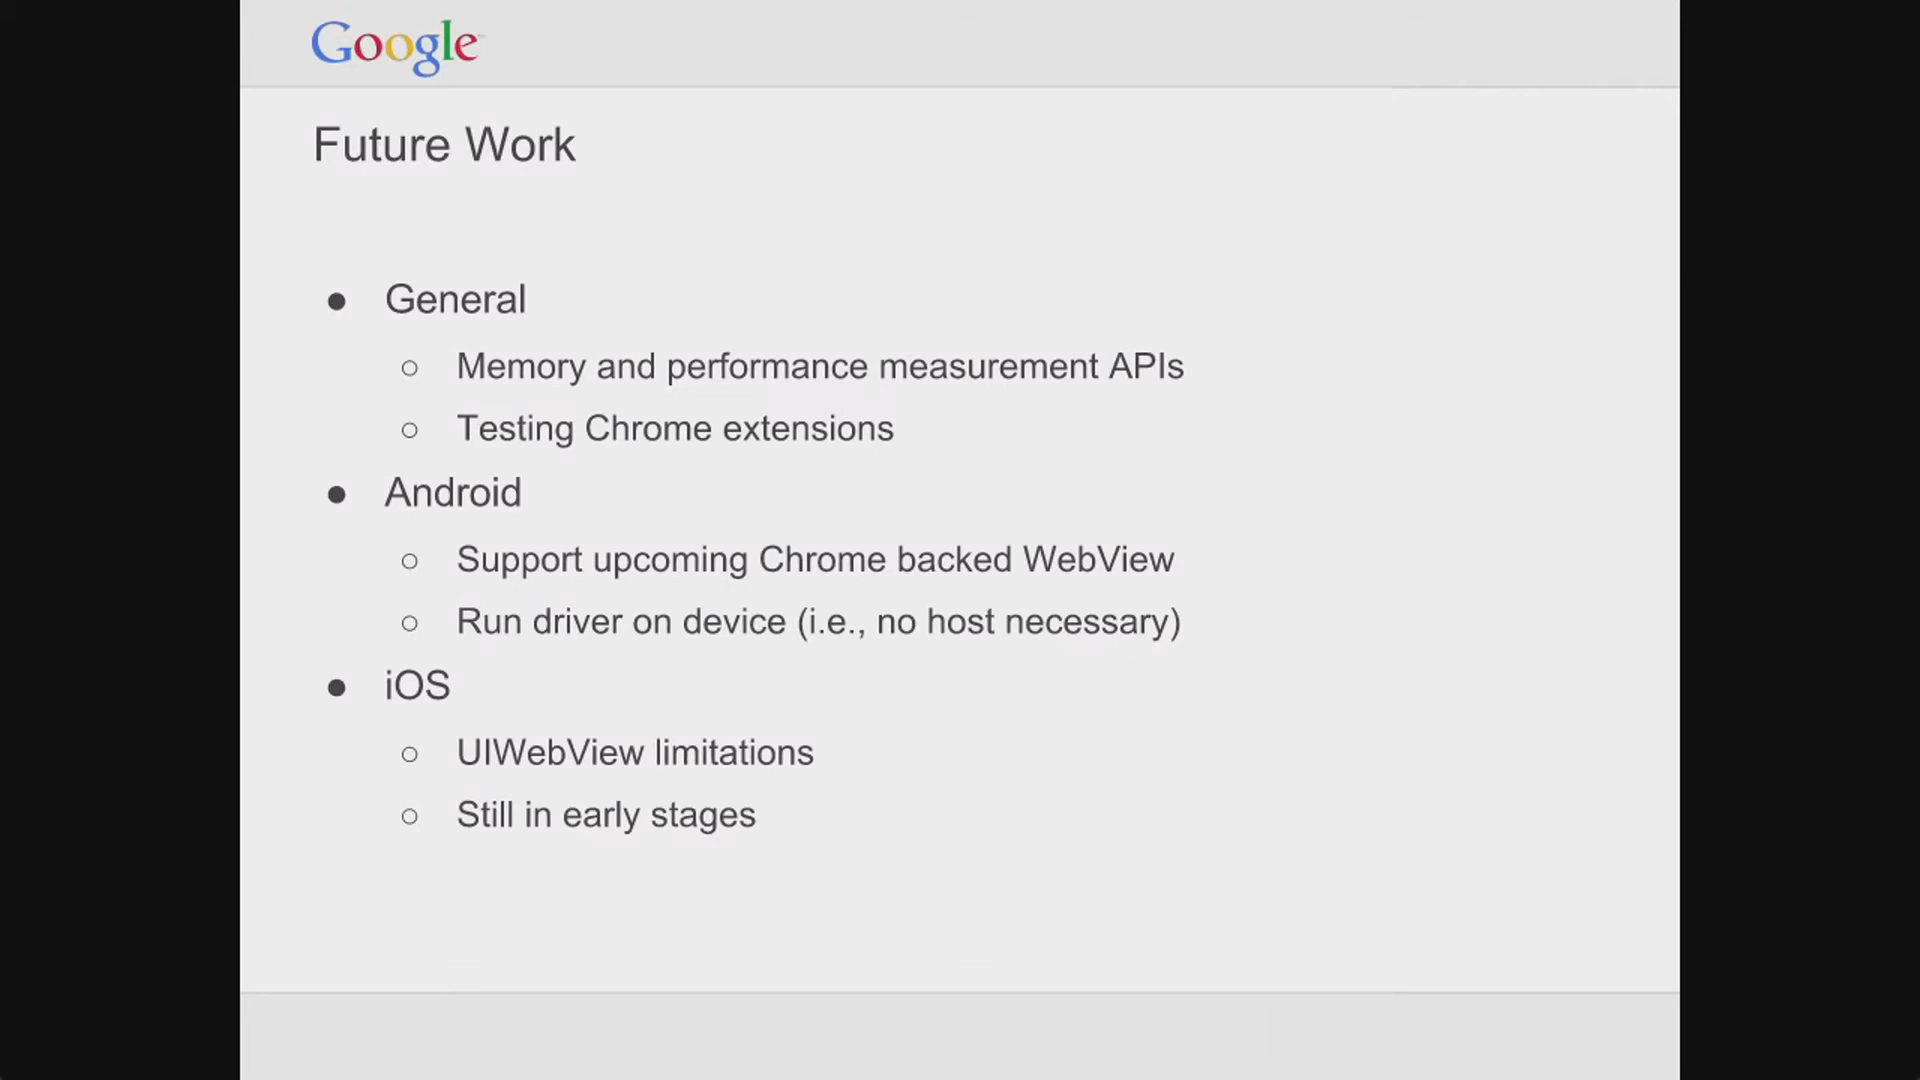 Google
Future Work
● General
○ Memory and performance measurement APIs
○ Testing Chrome extensions
● Android
○ Support upcoming Chrome backed WebView
○ Run driver on device (i.e., no host necessary)
● iOS
○ UIWebView limitations
○ Still in early stages